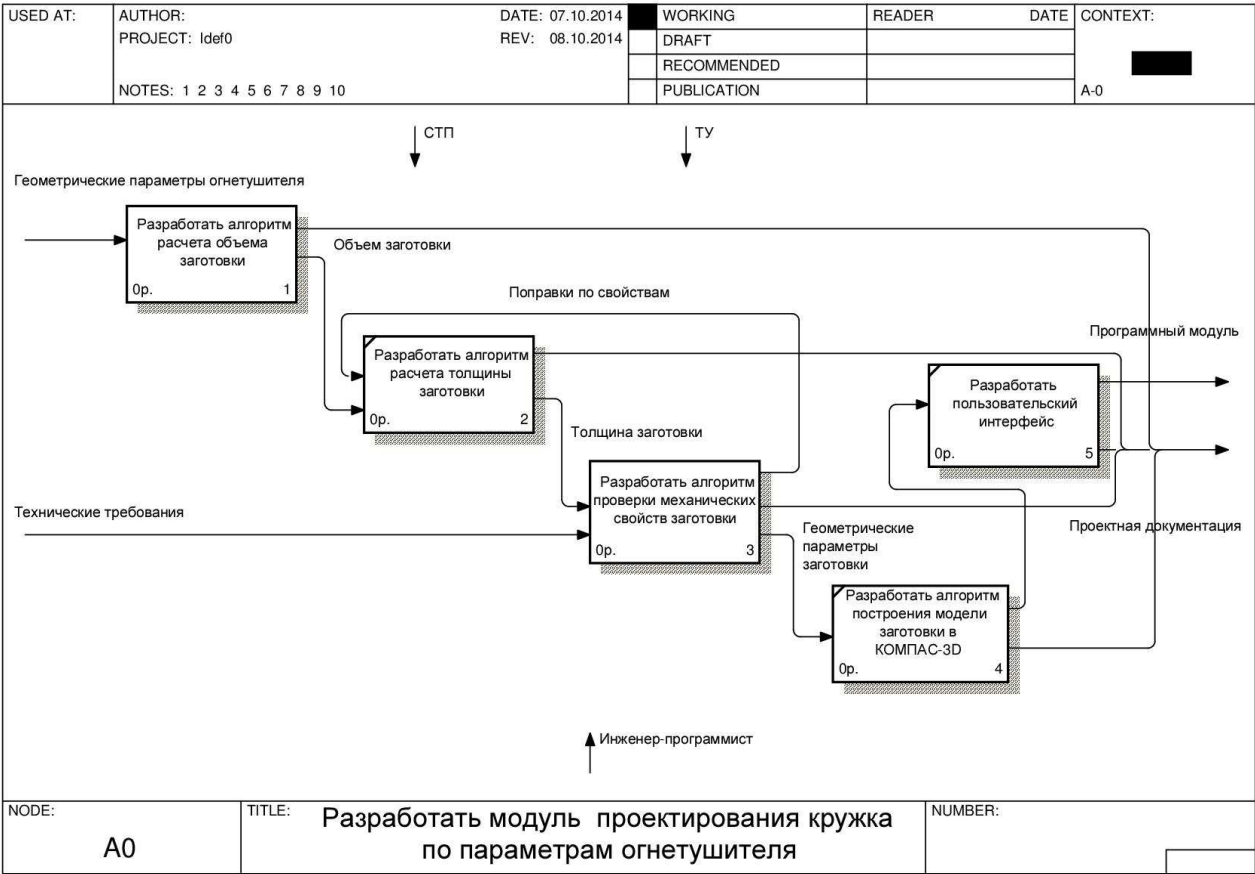 USED AT:
AUTHOR:
DATE: 07.10.2014
WORKING
READER
DATE
CONTEXT:
PROJECT: Idef0
REV: 08.10.2014
DRAFT
RECOMMENDED
NOTES: 1 2 3 4 5 6 7 8 9 10
PUBLICATION
A-0
СТП
ТУ
Геометрические параметры огнетушителя
Разработать алгоритм
расчета объема
заготовки
0р.
1
Объем заготовки
Поправки по свойствам
Программный модуль
Разработать алгоритм
расчета толщины
заготовки
0р.
2
Разработать
пользовательский
интерфейс
0р.
5
Толщина заготовки
Разработать алгоритм
проверки механических
свойств заготовки
0р.
3
Технические требования
Геометрические
параметры
заготовки
Проектная документация
Разработать алгоритм
построения модели
заготовки в
КОМПАС-3D
0р.
4
Инженер-программист
NODE:
A0
TITLE:
Разработать модуль проектирования кружка
по параметрам огнетушителя
NUMBER: